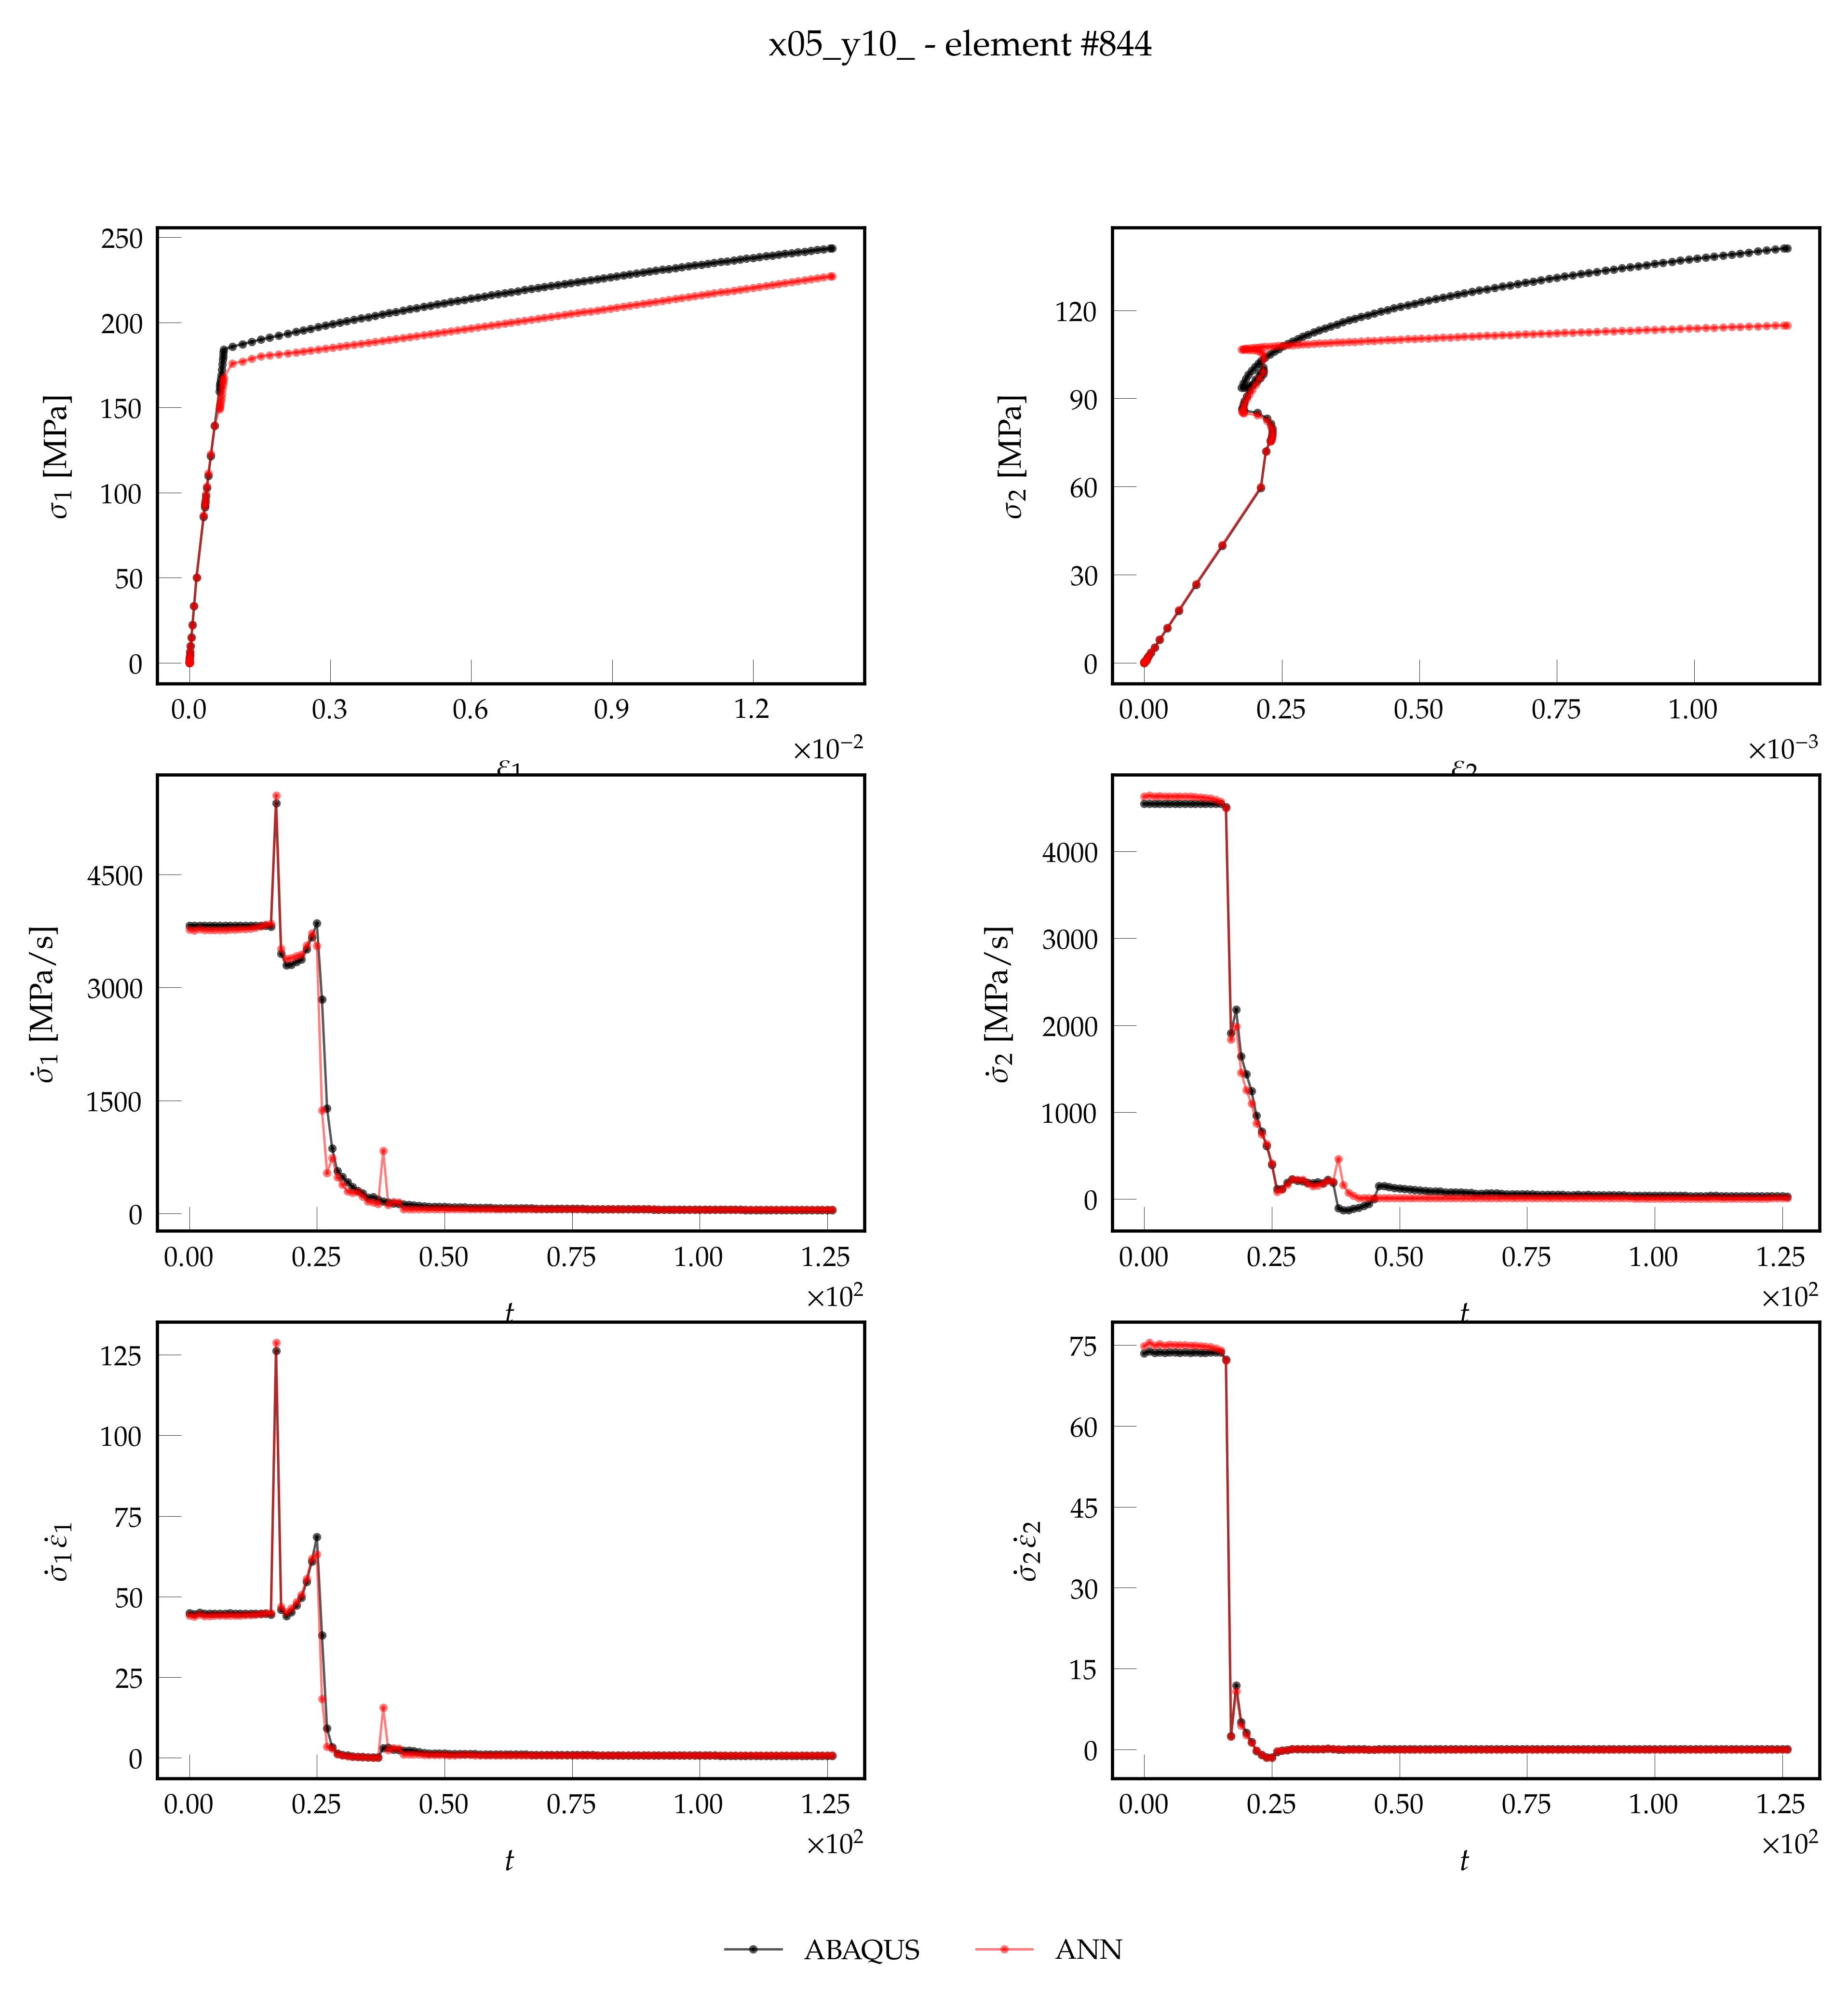 x05_y10_ - element #844
250
200
150
100
50
0
σ1 [MPa]
0.0 0.3 0.6 0.9 1.2
×10−2
ε1
120
90
60
30
0
σ2 [MPa]
0.00 0.25 0.50 0.75 1.00
×10−3
ε2
4500
3000
1500
0
σ̇1 [MPa/s]
0.00 0.25 0.50 0.75 1.00 1.25
×102
t
4000
3000
2000
1000
0
σ̇2 [MPa/s]
0.00 0.25 0.50 0.75 1.00 1.25
×102
t
125
100
75
50
25
0
σ̇1ε̇1
0.00 0.25 0.50 0.75 1.00 1.25
×102
t
75
60
45
30
15
0
σ̇2ε̇2
0.00 0.25 0.50 0.75 1.00 1.25
×102
t
ABAQUS ANN